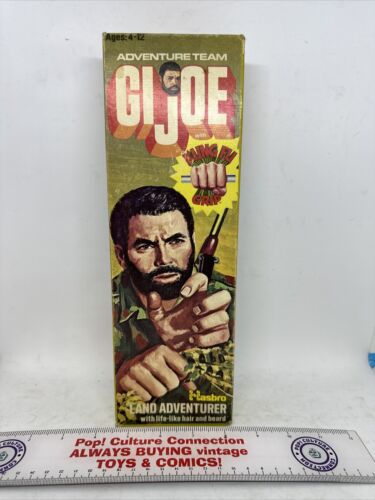 Ages: 4-12
ADVENTURE TEAM
GI JOE
with
KUNG FU
GRIP
Hasbro
LAND ADVENTURER
with life-like hair and beard
Pop! Culture Connection
ALWAYS BUYING vintage
TOYS & COMICS!